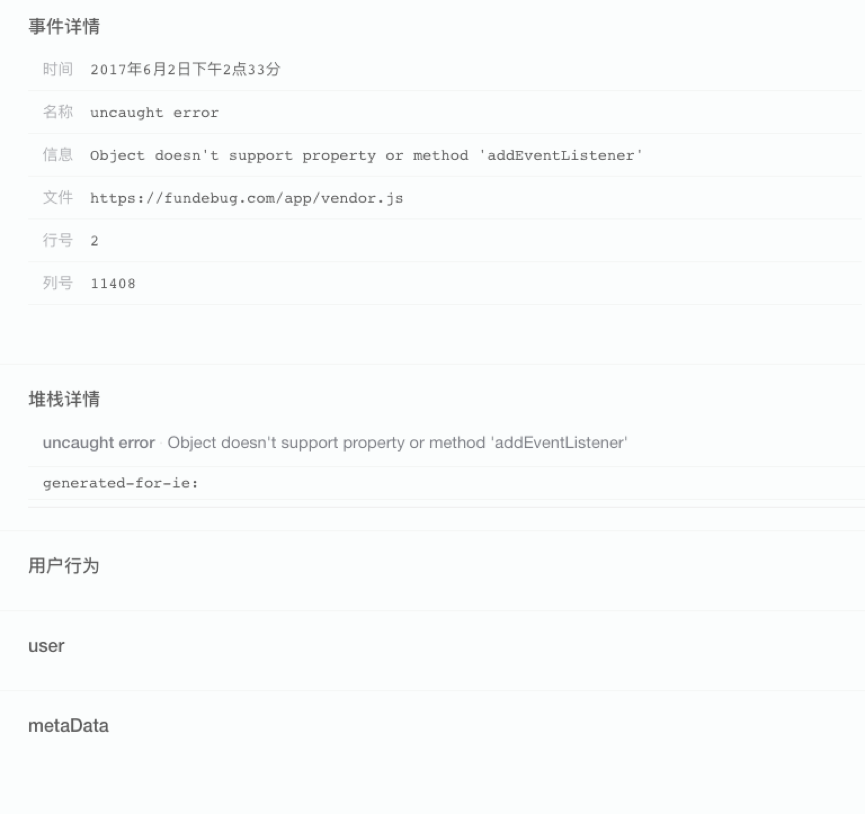 事件详情
时间 2017年6月2日下午2点33分
名称 uncaught error
信息 Object doesn't support property or method 'addEventListener'
文件 https://fundebug.com/app/vendor.js
行号 2
列号 11408
堆栈详情
uncaught error · Object doesn't support property or method 'addEventListener'
generated-for-ie:
用户行为
user
metaData